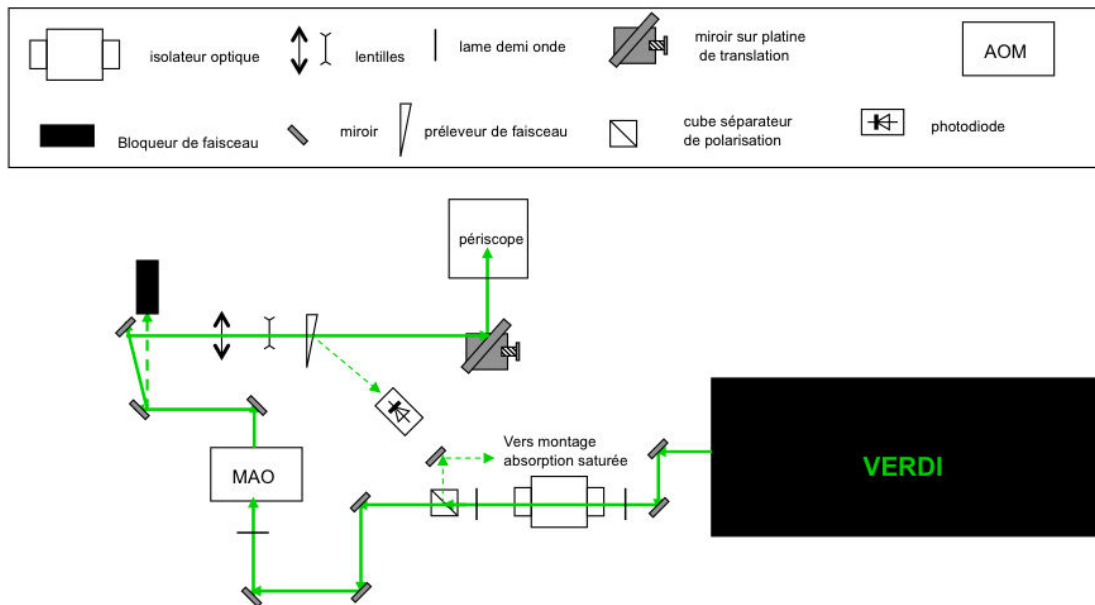 isolateur optique
lentilles
lame demi onde
miroir sur platine
de translation
AOM
Bloqueur de faisceau
miroir
préleveur de faisceau
cube séparateur
de polarisation
photodiode
périscope
Vers montage
absorption saturée
VERDI
MAO